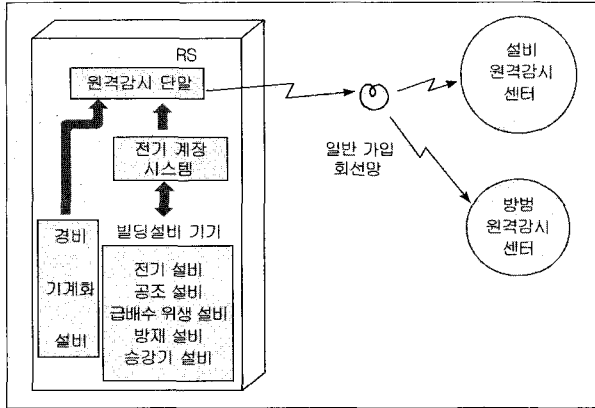 RS
원격감시 단말
전기 계장
시스템
경비
기계화
설비
빌딩설비 기기
전기 설비
공조 설비
급배수 위생 설비
방재 설비
승강기 설비
일반 가입
회선망
설비
원격감시
센터
방범
원격감시
센터